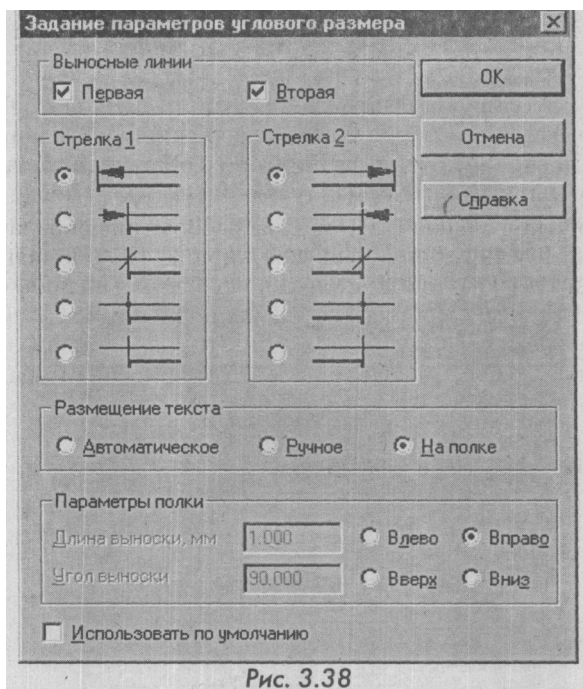 Задание параметров углового размера
Выносные линии
Первая
Вторая
OK
Отмена
Справка
Стрелка 1
Стрелка 2
Размещение текста
Автоматическое
Ручное
На полке
Параметры полки
Длина выноски, мм
1.000
Влево
Вправо
Угол выноски
90.000
Вверх
Вниз
Использовать по умолчанию
Рис. 3.38